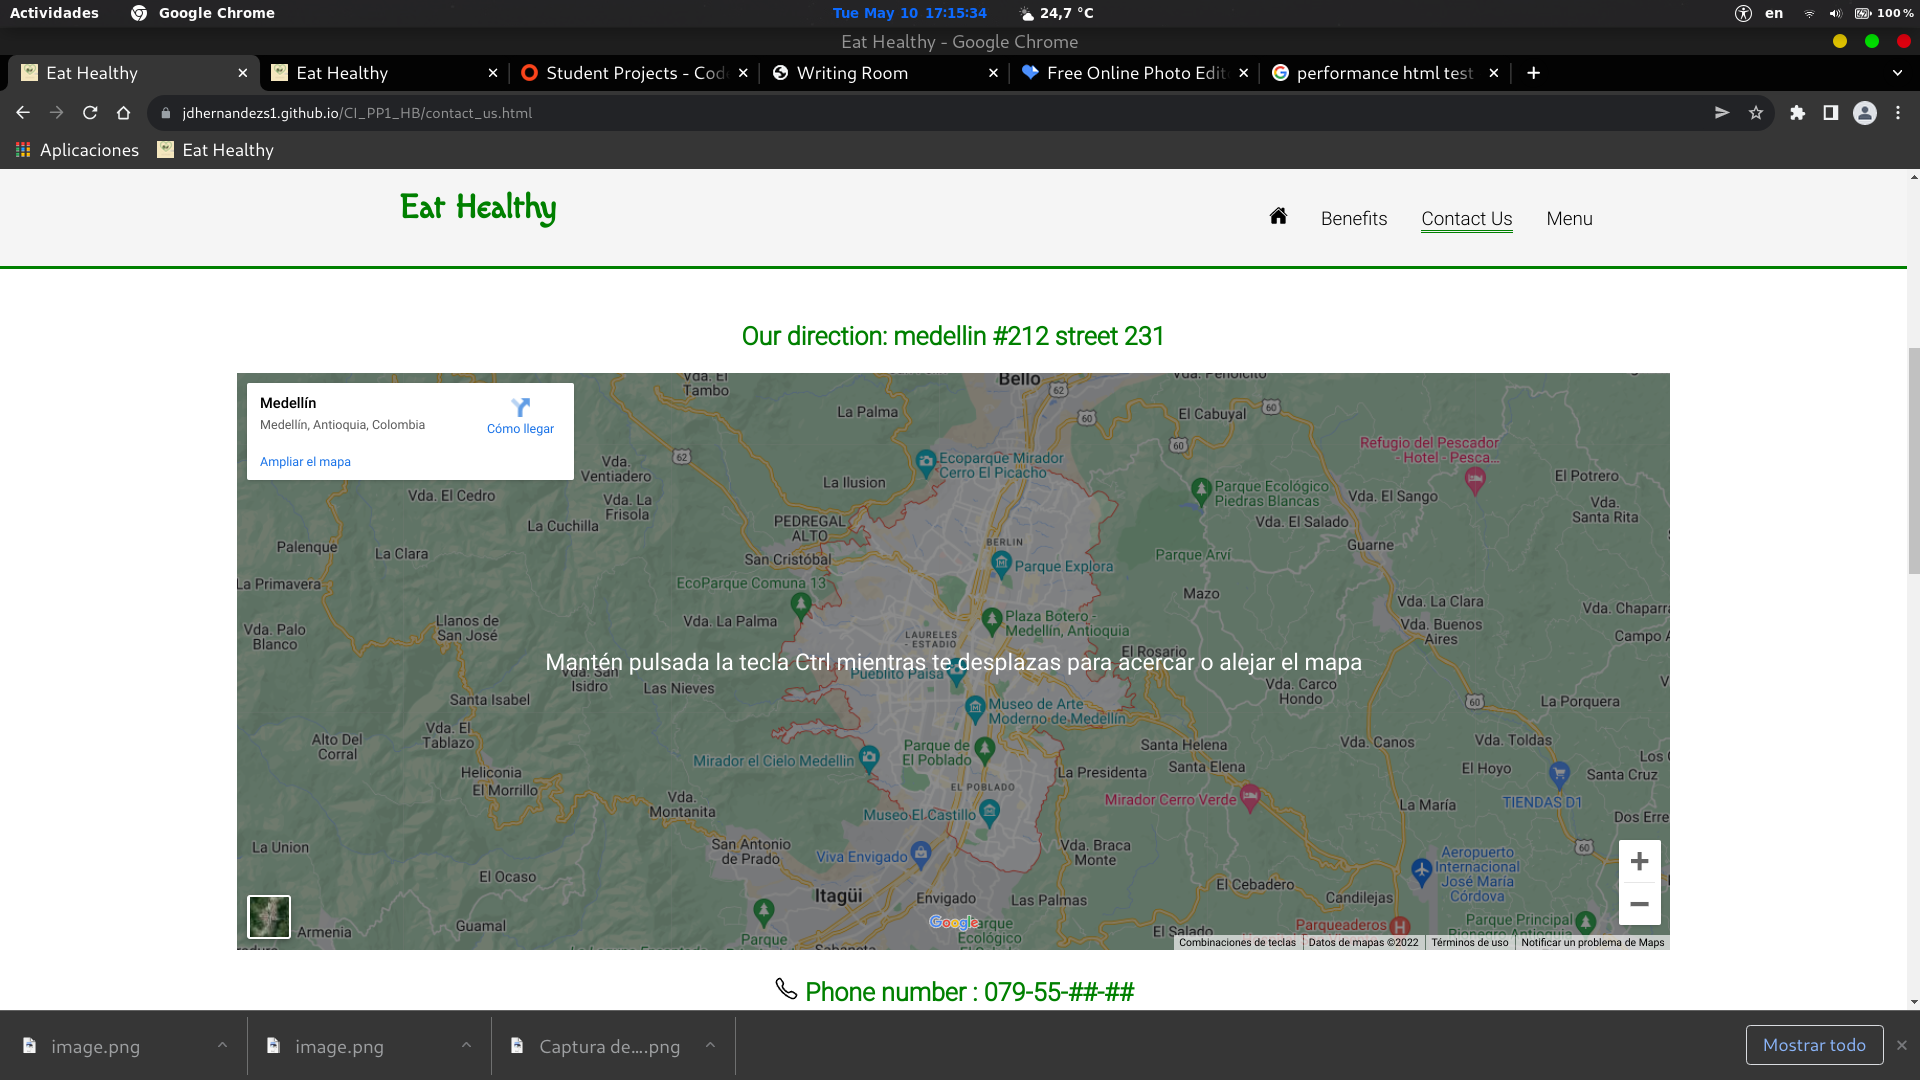 Actividades
Google Chrome
Tue May 10 17:15:34
24,7 °C
en
100 %
Eat Healthy - Google Chrome
Eat Healthy
Eat Healthy
Student Projects - Cod
Writing Room
Free Online Photo Edit
performance html test
jdhernandezs1.github.io/CI_PP1_HB/contact_us.html
Aplicaciones
Eat Healthy
Eat Healthy
Benefits
Contact Us
Menu
Our direction: medellin #212 street 231
Medellín
Medellín, Antioquia, Colombia
Cómo llegar
Ampliar el mapa
Vda. El
Tambo
Bello
62
Vda. Penolcito
La Palma
60
El Cabuyal
60
Refugio del Pescador
- Hotel - Pesca...
62
60
Vda.
Ventiadero
Ecoparque Mirador
Cerro El Picacho
La Ilusion
El Potrero
Vda. El Cedro
Vda. La
Frisola
Parque Ecológico
Piedras Blancas
Vda. El Sango
Vda.
Santa Rita
La Cuchilla
PEDREGAL
ALTO
Vda. El Salado
Palenque
La Clara
San Cristóbal
BERLIN
Parque Arví
Guarne
Parque Explora
La Primavera
EcoParque Comuna 13
Mazo
Vda. La Clara
Vda. Chaparr
Vda. Palo
Blanco
Llanos de
San José
Vda. La Palma
LAURELES
- ESTADIO
Plaza Botero -
Medellín, Antioquia
Vda. Buenos
Aires
Campo A
El Rosario
Mantén pulsada la tecla Ctrl mientras te desplazas para acercar o alejar el mapa
Vda. San
Isidro
Las Nieves
Pueblito Paisa
Vda. Carco
Hondo
Santa Isabel
Museo de Arte
Moderno de Medellín
60
La Porquera
Vda. El
Tablazo
Alto Del
Corral
Parque de
El Poblado
Santa Helena
Vda. Canos
Vda. Toldas
Mirador el Cielo Medellin
Santa Elena
Los
Heliconia
La Presidenta
El Hoyo
Santa Cruz
El Morrillo
EL POBLADO
Vda.
Montanita
Mirador Cerro Verde
La María
TIENDAS D1
Museo El Castillo
Dos Erre
La Union
San Antonio
de Prado
Viva Envigado
Vda. Braca
Monte
60
Aeropuerto
Internacional
José María
Córdova
El Ocaso
El Cebadero
Itagüi
Envigado
Las Palmas
Candilejas
Armenia
Guamal
Parque
Google
Parque
Ecológico
Parqueaderos
Parque Principal
Sabaneta
Combinaciones de teclas
Datos de mapas ©2022
Términos de uso
Notificar un problema de Maps
Phone number : 079-55-##-##
image.png
image.png
Captura de....png
Mostrar todo